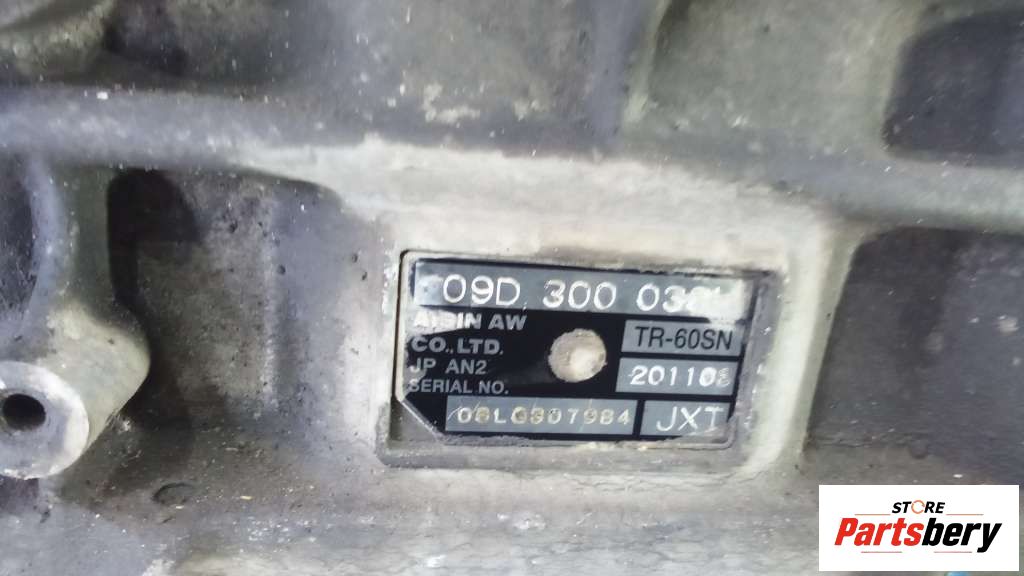 09D 300
AISIN AW
CO., LTD.
TR-60SN
JP AN2
SERIAL NO.
JXT
STORE
Partsbery